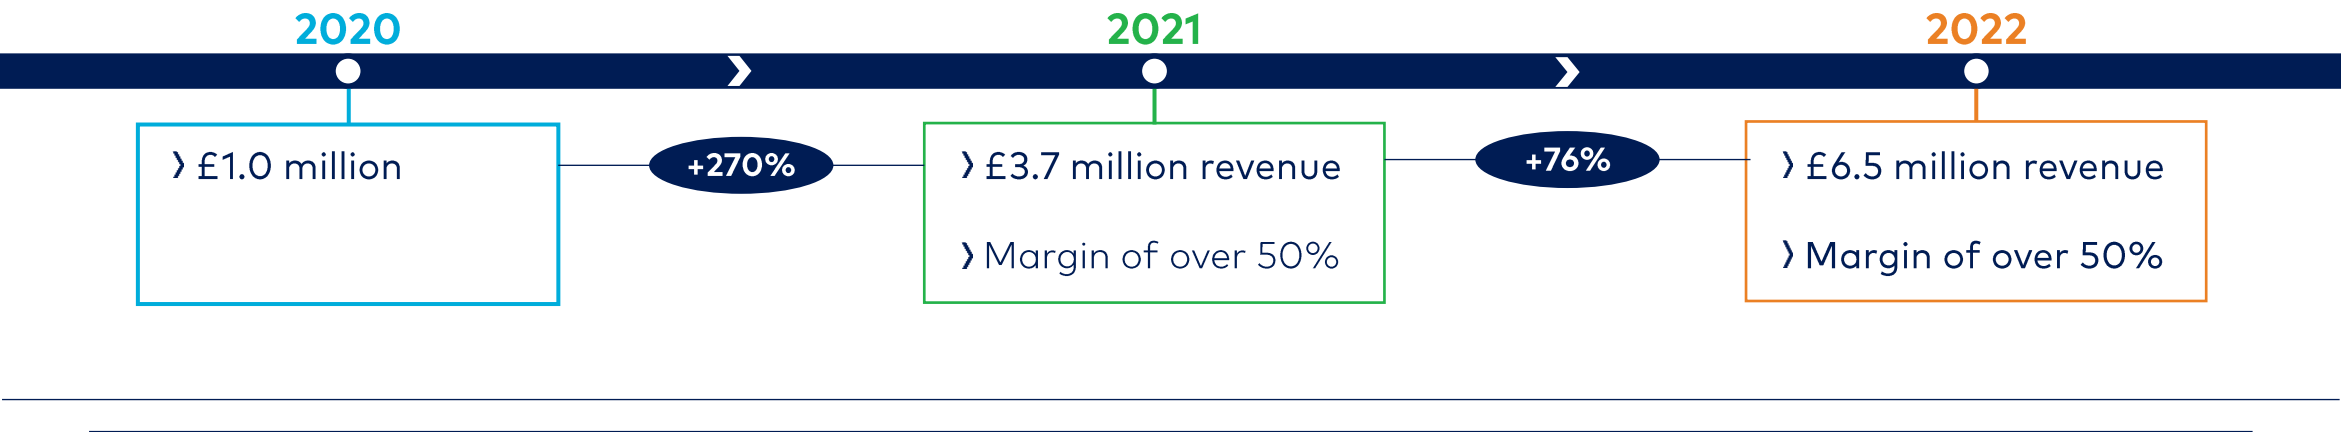 2020
2021
2022
£1.0 million
+270%
£3.7 million revenue
Margin of over 50%
+76%
£6.5 million revenue
Margin of over 50%